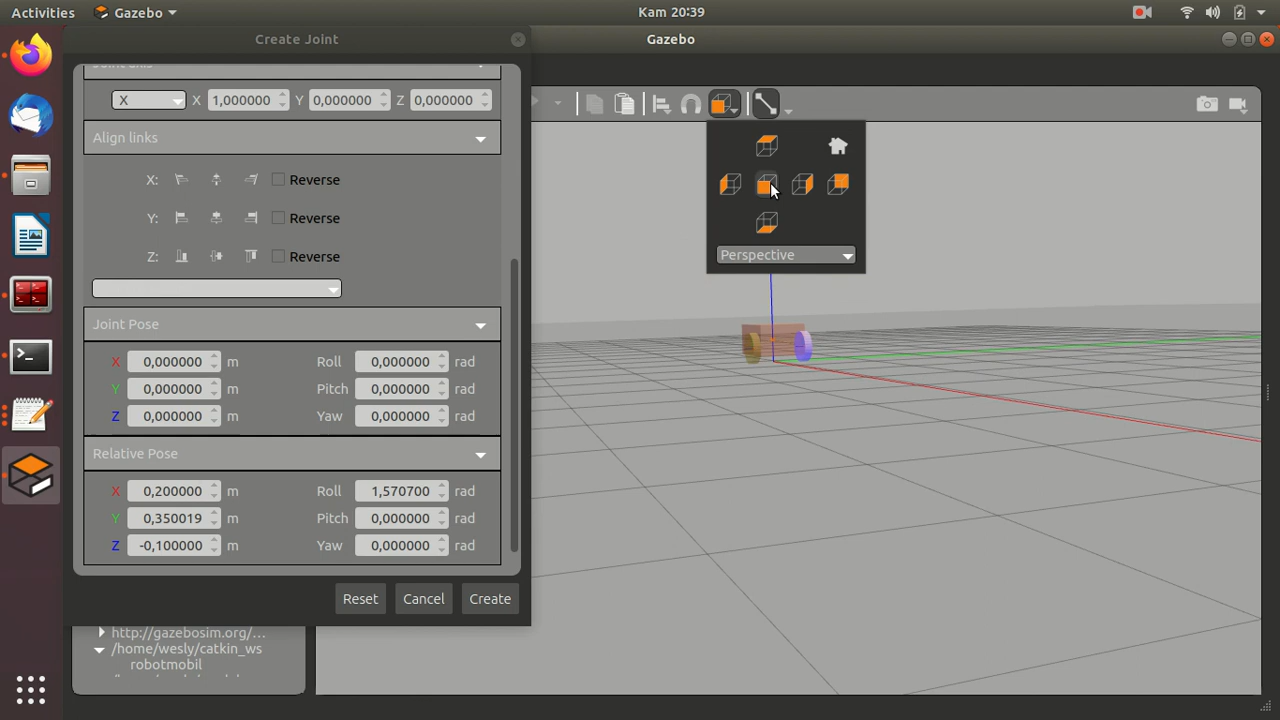 Activities
Gazebo
Kam 20:39
Create Joint
Gazebo
Joint axis
X X 1,000000 Y 0,000000 Z 0,000000
Align links
X: Reverse
Y: Reverse
Z: Reverse
Joint Pose
X 0,000000 m Roll 0,000000 rad
Y 0,000000 m Pitch 0,000000 rad
Z 0,000000 m Yaw 0,000000 rad
Relative Pose
X 0,200000 m Roll 1,570700 rad
Y 0,350019 m Pitch 0,000000 rad
Z -0,100000 m Yaw 0,000000 rad
Reset Cancel Create
Perspective
http://gazebosim.org/...
/home/wesly/catkin_ws
robotmobil